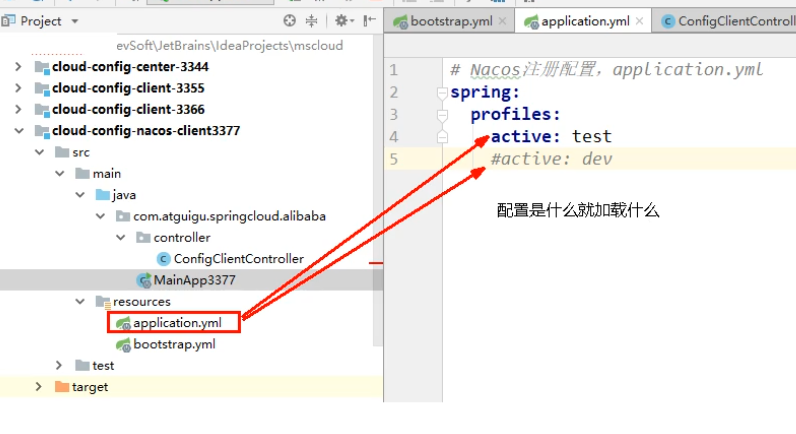 Project
bootstrap.yml
application.yml
ConfigClientControll
evSoft\JetBrains\IdeaProjects\mscloud
cloud-config-center-3344
cloud-config-client-3355
cloud-config-client-3366
cloud-config-nacos-client3377
src
main
java
com.atguigu.springcloud.alibaba
controller
ConfigClientController
MainApp3377
resources
application.yml
bootstrap.yml
test
target
1 # Nacos注册配置，application.yml
2 spring:
3 profiles:
4 active: test
5 #active: dev
配置是什么就加载什么